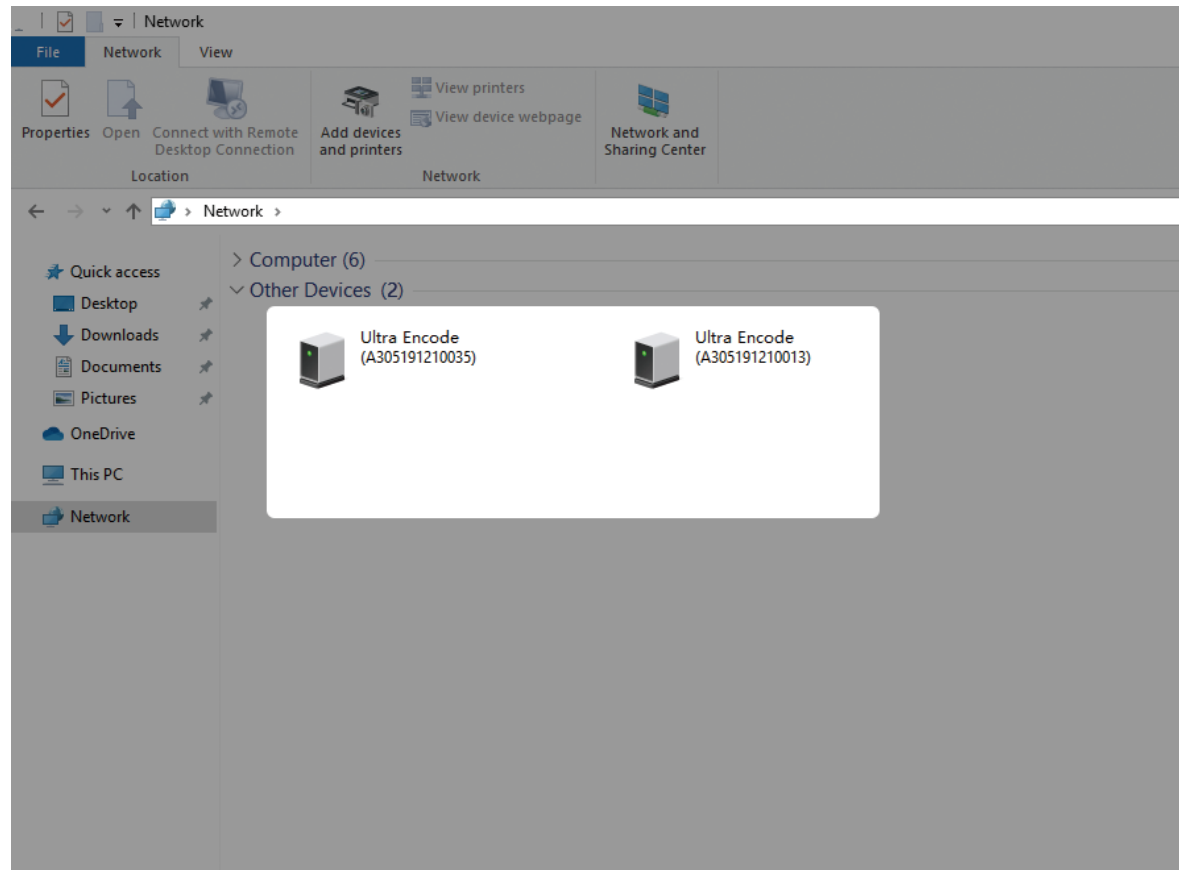 Network
File Network View
Properties Open Connect with Remote Desktop Connection
Add devices and printers
View printers
View device webpage
Network and Sharing Center
Location
Network
Network
Quick access
Desktop
Downloads
Documents
Pictures
OneDrive
This PC
Network
Computer (6)
Other Devices (2)
Ultra Encode
(A305191210035)
Ultra Encode
(A305191210013)